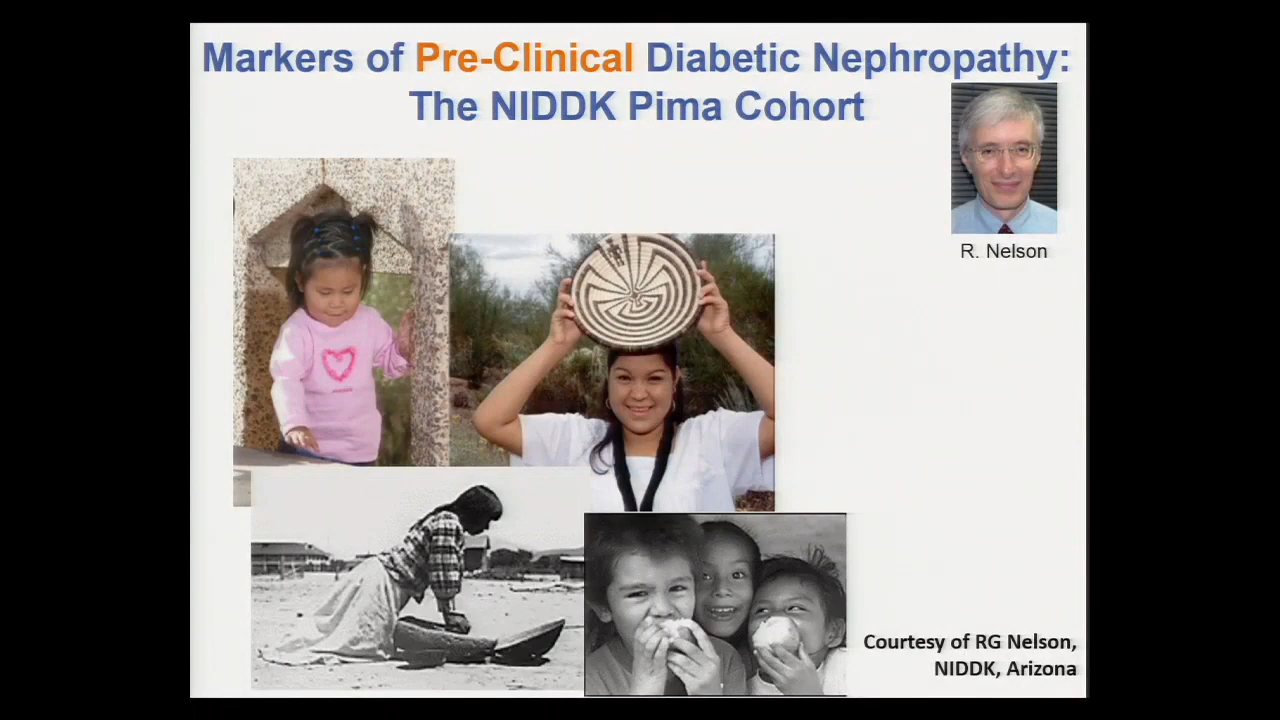 Markers of Pre-Clinical Diabetic Nephropathy:
The NIDDK Pima Cohort
R. Nelson
Courtesy of RG Nelson,
NIDDK, Arizona